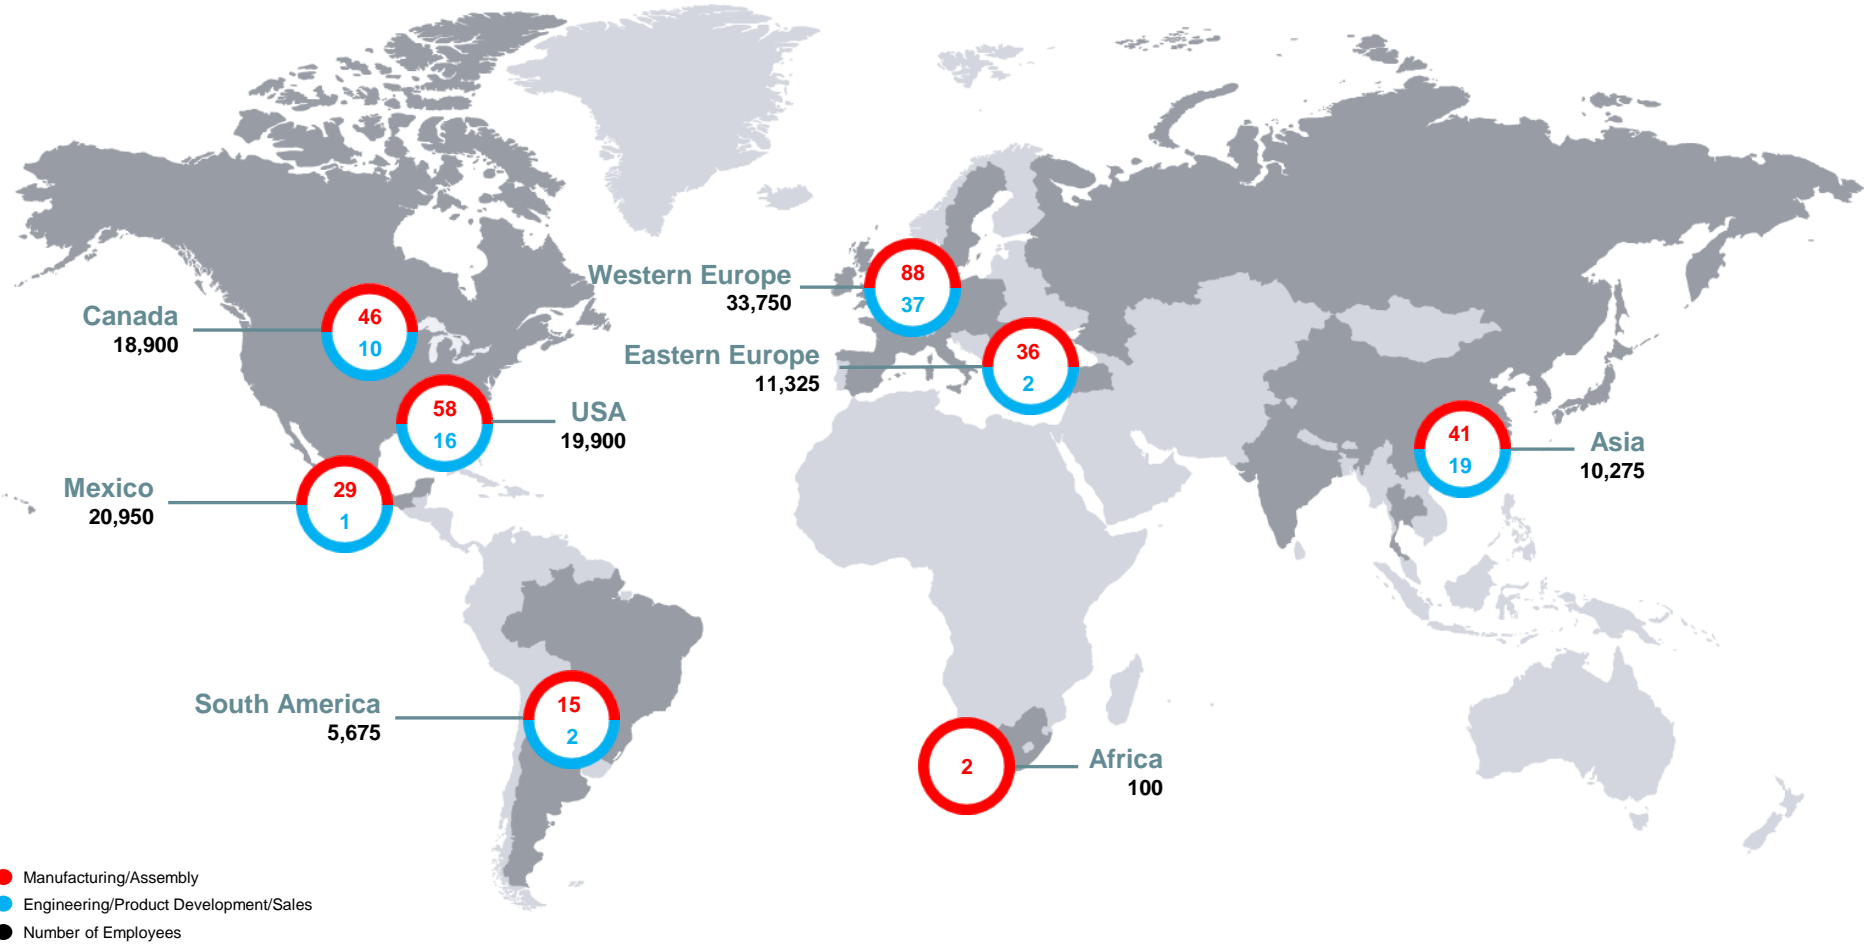 Western Europe
33,750
88
37
Canada
18,900
46
10
Eastern Europe
11,325
36
2
58
16
USA
19,900
41
19
Asia
10,275
Mexico
20,950
29
1
South America
5,675
15
2
2
Africa
100
Manufacturing/Assembly
Engineering/Product Development/Sales
Number of Employees